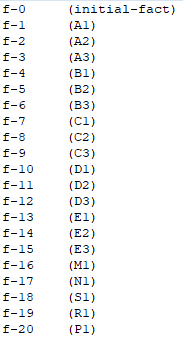 f-0 (initial-fact)
f-1 (A1)
f-2 (A2)
f-3 (A3)
f-4 (B1)
f-5 (B2)
f-6 (B3)
f-7 (C1)
f-8 (C2)
f-9 (C3)
f-10 (D1)
f-11 (D2)
f-12 (D3)
f-13 (E1)
f-14 (E2)
f-15 (E3)
f-16 (M1)
f-17 (N1)
f-18 (S1)
f-19 (R1)
f-20 (P1)